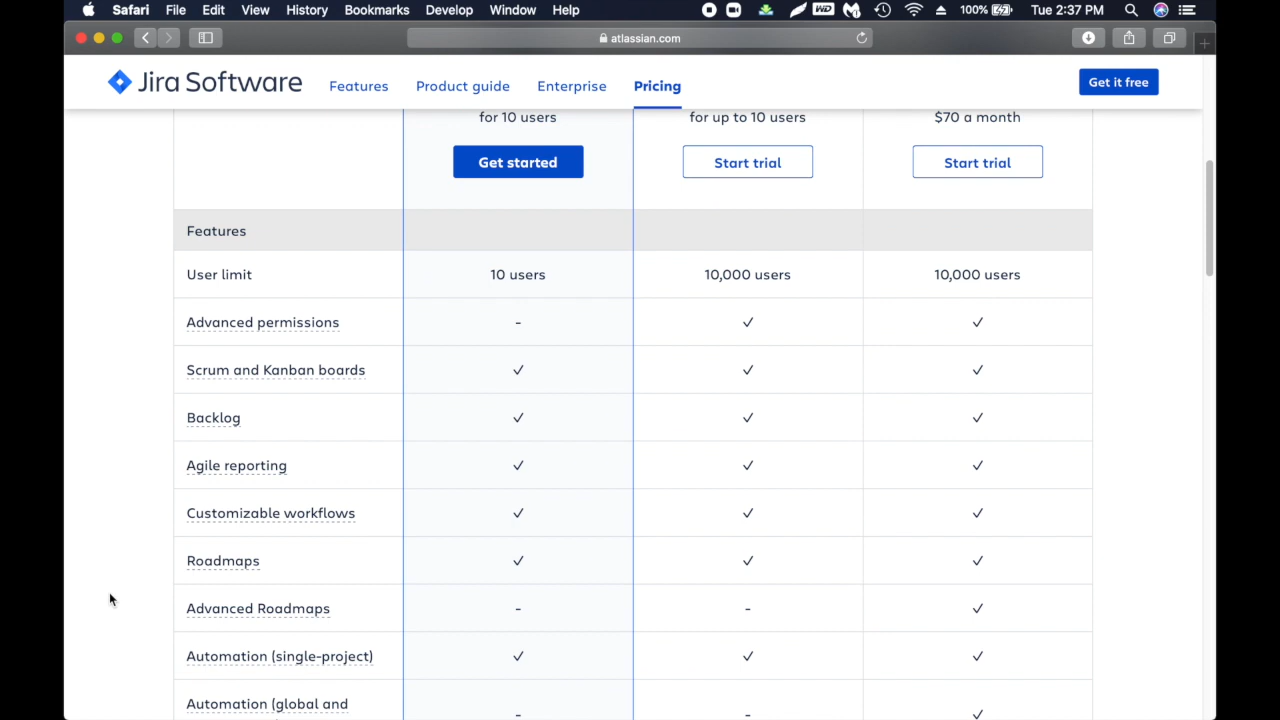 Safari File Edit View History Bookmarks Develop Window Help 100% Tue 2:37 PM
atlassian.com
Jira Software Features Product guide Enterprise Pricing Get it free
for 10 users for up to 10 users $70 a month
Get started Start trial Start trial
Features
User limit 10 users 10,000 users 10,000 users
Advanced permissions - ✓ ✓
Scrum and Kanban boards ✓ ✓ ✓
Backlog ✓ ✓ ✓
Agile reporting ✓ ✓ ✓
Customizable workflows ✓ ✓ ✓
Roadmaps ✓ ✓ ✓
Advanced Roadmaps - - ✓
Automation (single-project) ✓ ✓ ✓
Automation (global and - - ✓